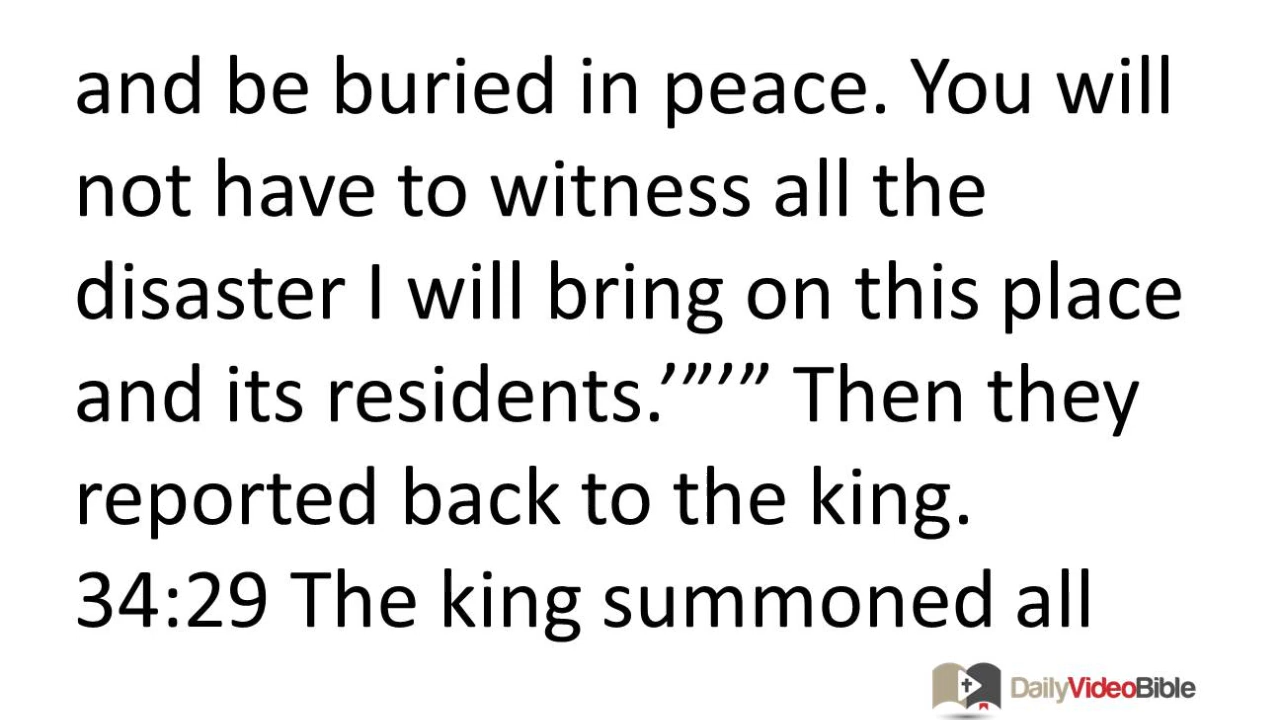 and be buried in peace. You will
not have to witness all the
disaster I will bring on this place
and its residents.’”’” Then they
reported back to the king.
34:29 The king summoned all
DailyVideoBible